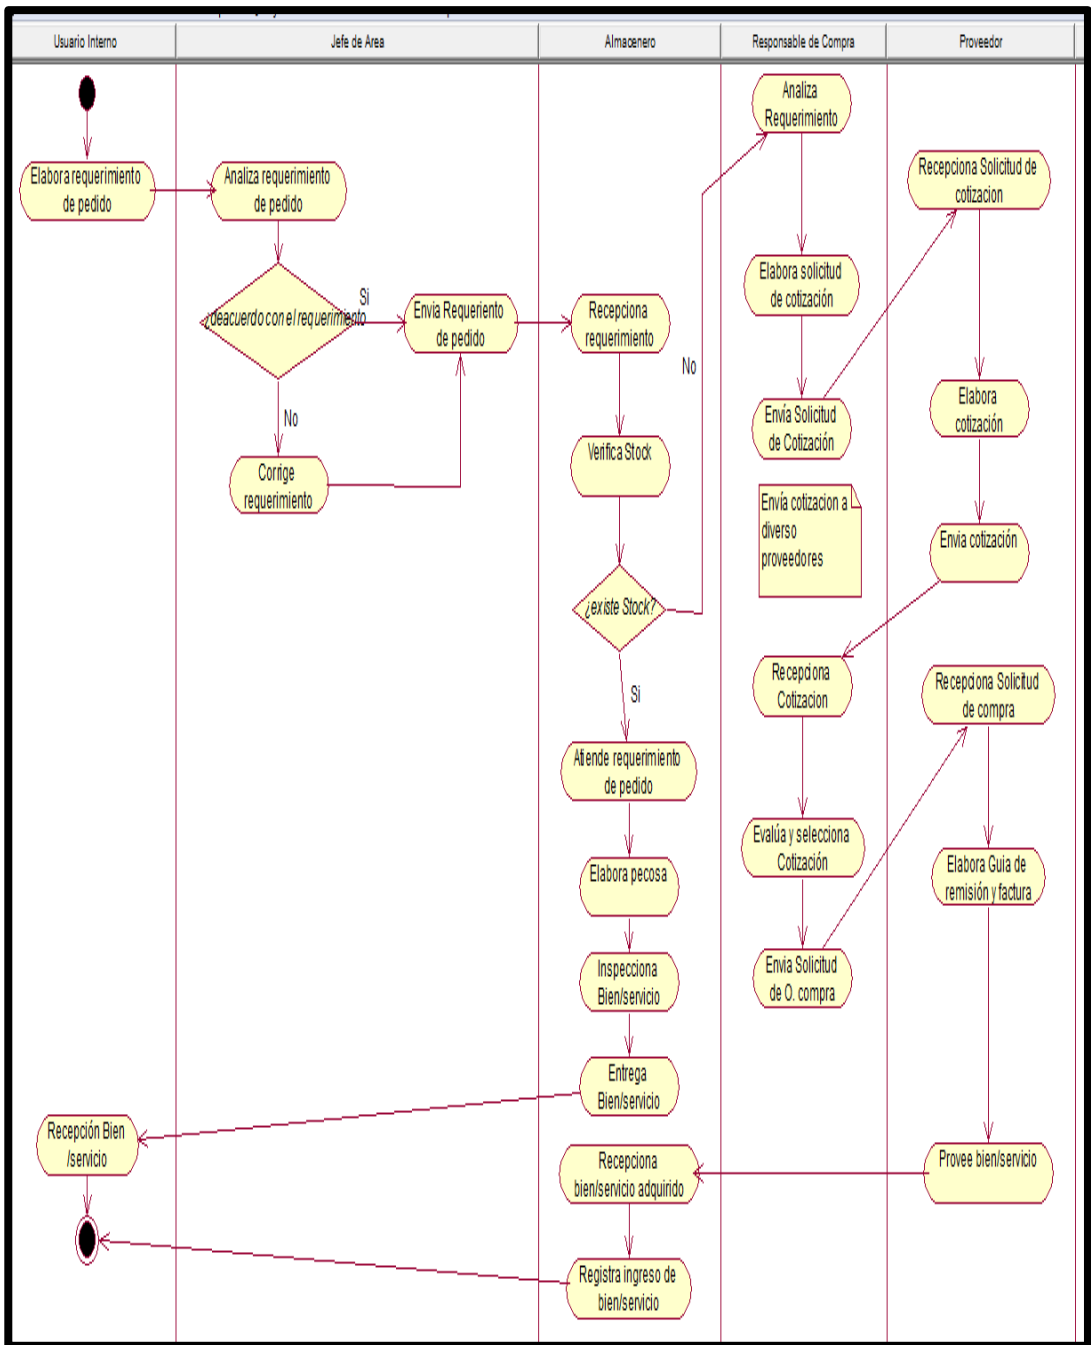 Usuario Interno
Jefe de Area
Almacenero
Responsable de Compra
Proveedor
Elabora requerimiento
de pedido
Analiza requerimiento
de pedido
¿deacuerdo con el requerimiento
Si
No
Envia Requeriento
de pedido
Corrige
requerimiento
Recepciona
requerimiento
Verifica Stock
¿existe Stock?
No
Si
Atiende requerimiento
de pedido
Elabora pecosa
Inspecciona
Bien/servicio
Entrega
Bien/servicio
Recepción Bien
/servicio
Recepciona
bien/servicio adquirido
Registra ingreso de
bien/servicio
Analiza
Requerimiento
Elabora solicitud
de cotización
Envía Solicitud
de Cotización
Envía cotizacion a
diverso
proveedores
Recepciona
Cotizacion
Evalúa y selecciona
Cotización
Envia Solicitud
de O. compra
Recepciona Solicitud de
cotizacion
Elabora
cotización
Envia cotización
Recepciona Solicitud
de compra
Elabora Guia de
remisión y factura
Provee bien/servicio